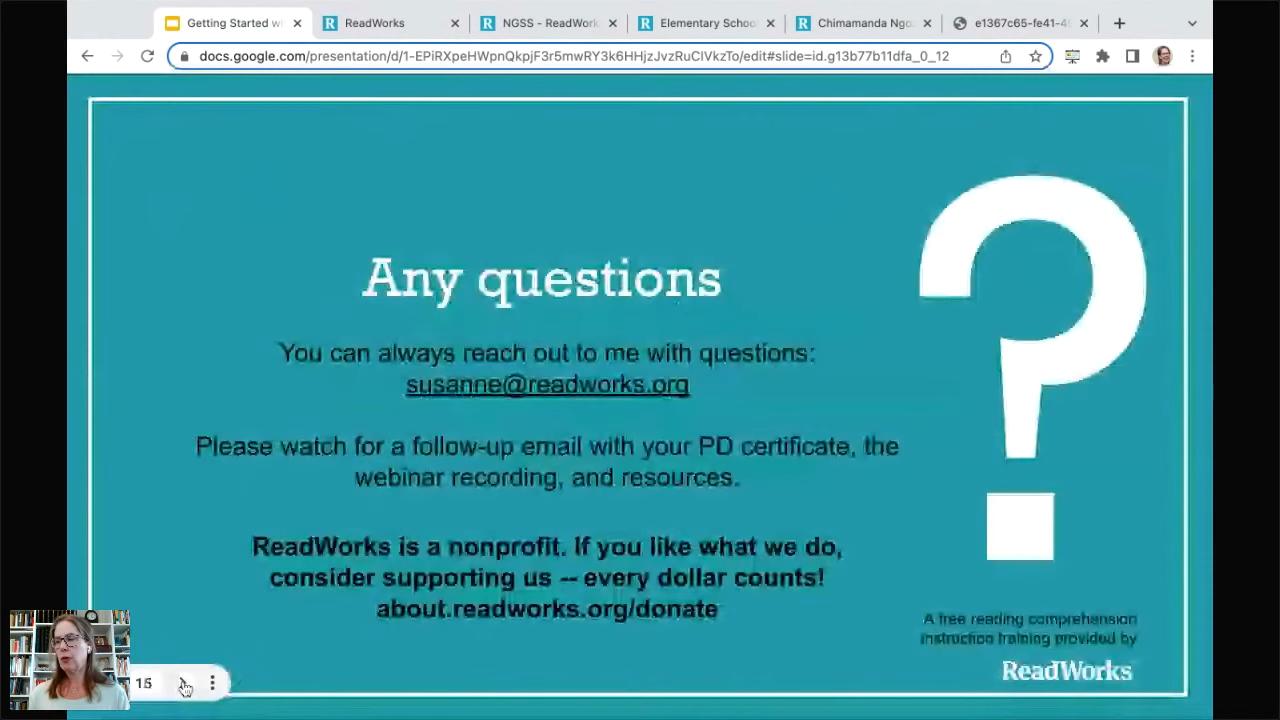 Getting Started w
ReadWorks
NGSS - ReadWork
Elementary School
Chimamanda Ngo
e1367c65-fe41-4
docs.google.com/presentation/d/1-EPiRXpeHWpnQkpjF3r5mwRY3k6HHjzJvzRuClVkzTo/edit#slide=id.g13b77b11dfa_0_12
Any questions
?
You can always reach out to me with questions:
susanne@readworks.org
Please watch for a follow-up email with your PD certificate, the
webinar recording, and resources.
ReadWorks is a nonprofit. If you like what we do,
consider supporting us -- every dollar counts!
about.readworks.org/donate
A free reading comprehension
instruction training provided by
ReadWorks
15